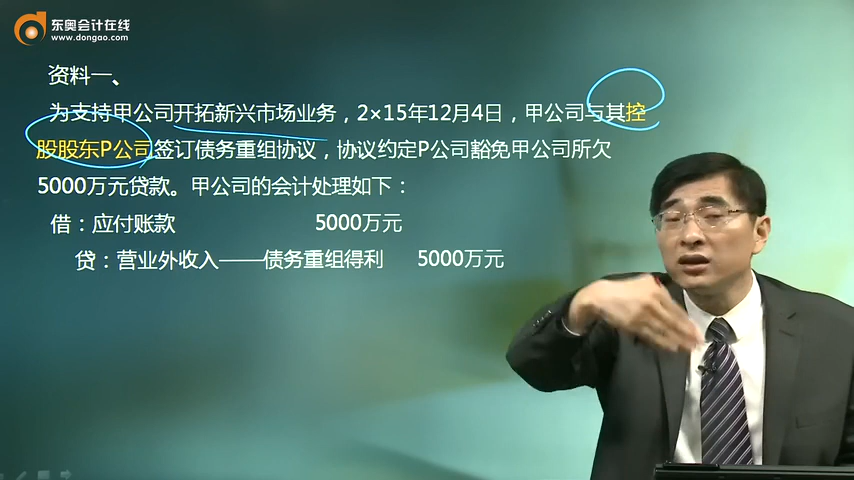 东奥会计在线
www.dongao.com
资料一、
为支持甲公司开拓新兴市场业务，2×15年12月4日，甲公司与其控
股股东P公司签订债务重组协议，协议约定P公司豁免甲公司所欠
5000万元贷款。甲公司的会计处理如下：
借：应付账款 5000万元
贷：营业外收入——债务重组得利 5000万元